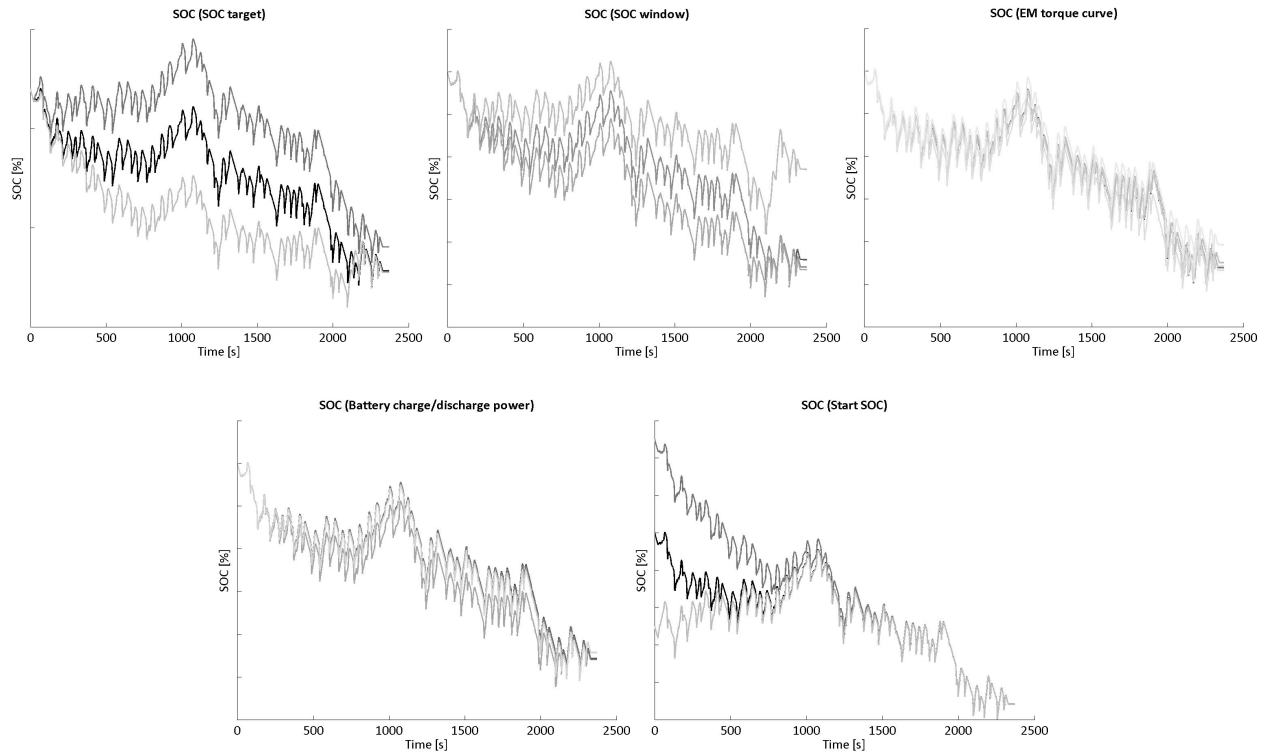 SOC (SOC target)
SOC [%]
0 500 1000 1500 2000 2500
Time [s]
SOC (SOC window)
SOC [%]
0 500 1000 1500 2000 2500
Time [s]
SOC (EM torque curve)
SOC [%]
0 500 1000 1500 2000 2500
Time [s]
SOC (Battery charge/discharge power)
SOC [%]
0 500 1000 1500 2000 2500
Time [s]
SOC (Start SOC)
SOC [%]
0 500 1000 1500 2000 2500
Time [s]